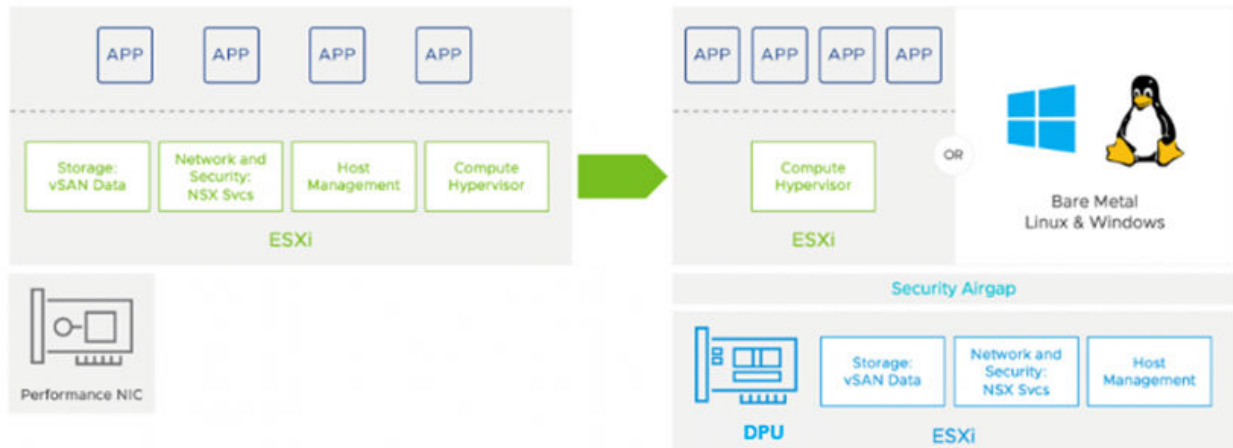 APP
APP
APP
APP
Storage:
vSAN Data
Network and
Security:
NSX Svcs
Host
Management
Compute
Hypervisor
ESXi
Performance NIC
APP
APP
APP
APP
Compute
Hypervisor
ESXi
OR
Bare Metal
Linux & Windows
Security Airgap
DPU
Storage:
vSAN Data
Network and
Security:
NSX Svcs
Host
Management
ESXi